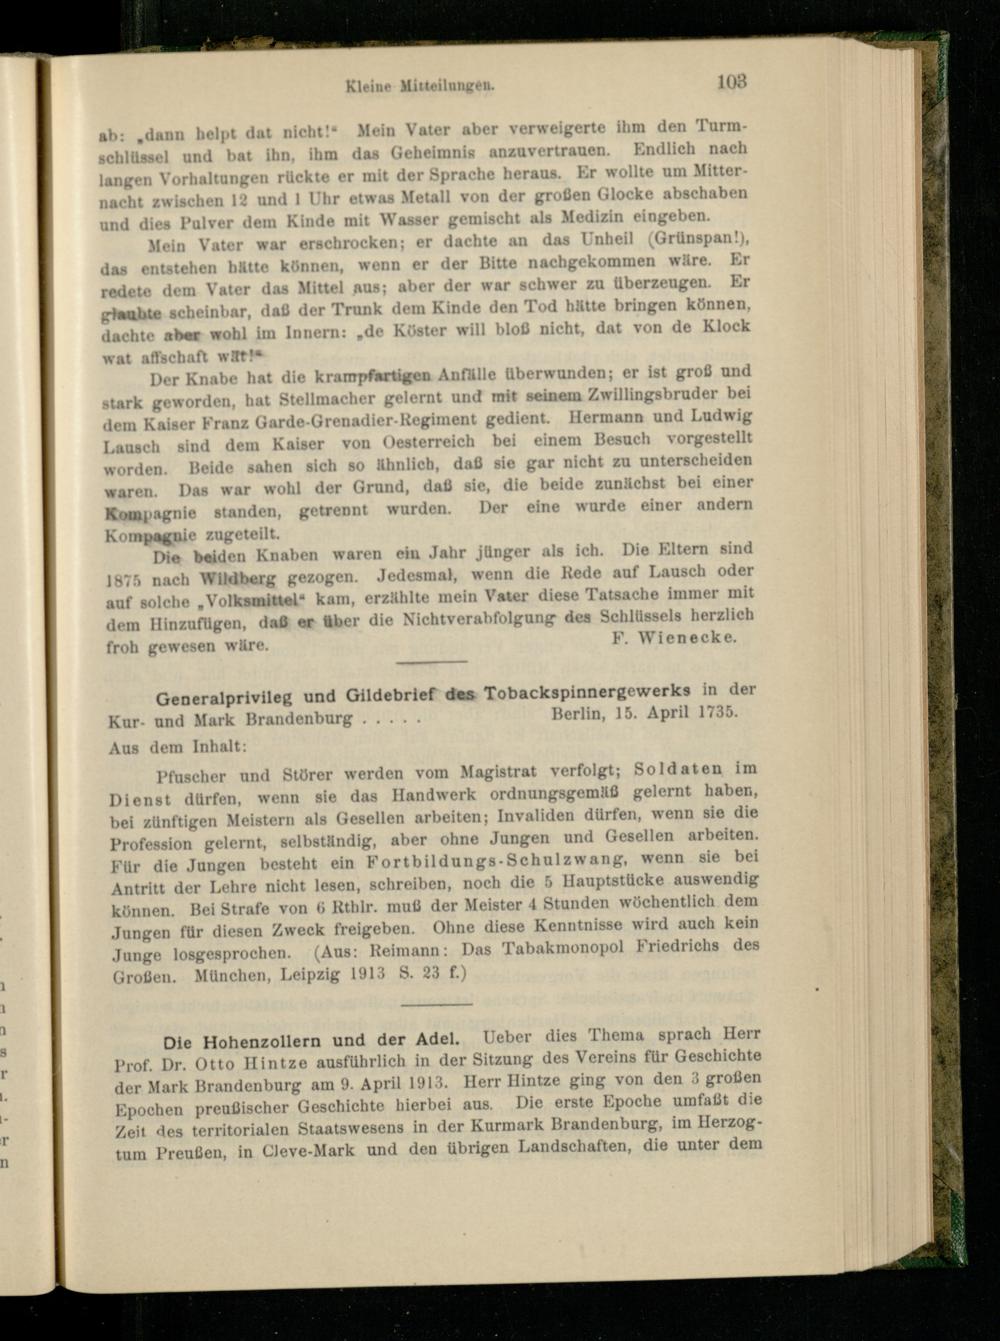 Kleine Mitteilungen. 103
ab: „dann helpt dat nicht!“ Mein Vater aber verweigerte ihm den Turm-
schlüssel und bat ihn, ihm das Geheimnis anzuvertrauen. Endlich nach
langen Vorhaltungen rückte er mit der Sprache heraus. Er wollte um Mitter-
nacht zwischen 12 und 1 Uhr etwas Metall von der großen Glocke abschaben
und dies Pulver dem Kinde mit Wasser gemischt als Medizin eingeben.
Mein Vater war erschrocken; er dachte an das Unheil (Grünspan!),
das entstehen hätte können, wenn er der Bitte nachgekommen wäre. Er
redete dem Vater das Mittel aus; aber der war schwer zu überzeugen. Er
glaubte scheinbar, daß der Trunk dem Kinde den Tod hätte bringen können,
dachte aber wohl im Innern: „de Köster will bloß nicht, dat von de Klock
wat affschaft wät!“
Der Knabe hat die krampfartigen Anfälle überwunden; er ist groß und
stark geworden, hat Stellmacher gelernt und mit seinem Zwillingsbruder bei
dem Kaiser Franz Garde-Grenadier-Regiment gedient. Hermann und Ludwig
Lausch sind dem Kaiser von Oesterreich bei einem Besuch vorgestellt
worden. Beide sahen sich so ähnlich, daß sie gar nicht zu unterscheiden
waren. Das war wohl der Grund, daß sie, die beide zunächst bei einer
Kompagnie standen, getrennt wurden. Der eine wurde einer andern
Kompagnie zugeteilt.
Die beiden Knaben waren ein Jahr jünger als ich. Die Eltern sind
1875 nach Wildberg gezogen. Jedesmal, wenn die Rede auf Lausch oder
auf solche „Volksmittel“ kam, erzählte mein Vater diese Tatsache immer mit
dem Hinzufügen, daß er über die Nichtverabfolgung des Schlüssels herzlich
froh gewesen wäre. F. Wienecke.
Generalprivileg und Gildebrief des Tobackspinnergewerks in der
Kur- und Mark Brandenburg . . . . . Berlin, 15. April 1735.
Aus dem Inhalt:
Pfuscher und Störer werden vom Magistrat verfolgt; Soldaten im
Dienst dürfen, wenn sie das Handwerk ordnungsgemäß gelernt haben,
bei zünftigen Meistern als Gesellen arbeiten; Invaliden dürfen, wenn sie die
Profession gelernt, selbständig, aber ohne Jungen und Gesellen arbeiten.
Für die Jungen besteht ein Fortbildungs-Schulzwang, wenn sie bei
Antritt der Lehre nicht lesen, schreiben, noch die 5 Hauptstücke auswendig
können. Bei Strafe von 6 Rthlr. muß der Meister 4 Stunden wöchentlich dem
Jungen für diesen Zweck freigeben. Ohne diese Kenntnisse wird auch kein
Junge losgesprochen. (Aus: Reimann: Das Tabakmonopol Friedrichs des
Großen. München, Leipzig 1913 S. 23 f.)
Die Hohenzollern und der Adel. Ueber dies Thema sprach Herr
Prof. Dr. Otto Hintze ausführlich in der Sitzung des Vereins für Geschichte
der Mark Brandenburg am 9. April 1913. Herr Hintze ging von den 3 großen
Epochen preußischer Geschichte hierbei aus. Die erste Epoche umfaßt die
Zeit des territorialen Staatswesens in der Kurmark Brandenburg, im Herzog-
tum Preußen, in Cleve-Mark und den übrigen Landschaften, die unter dem